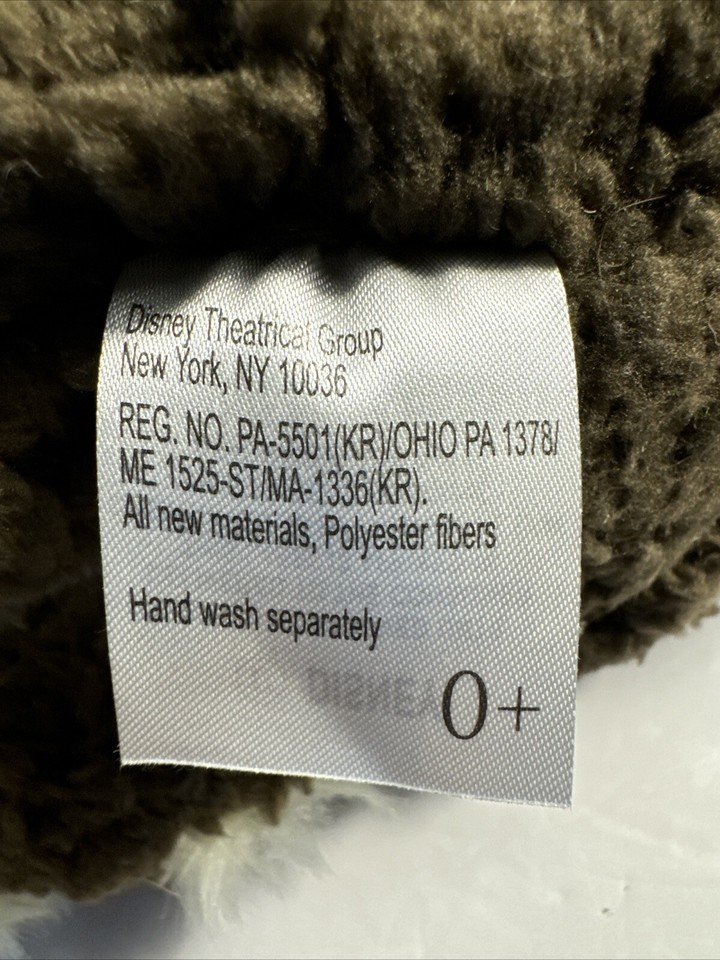 Disney Theatrical Group
New York, NY 10036
REG. NO. PA-5501(KR)/OHIO PA 1378/
ME 1525-ST/MA-1336(KR).
All new materials, Polyester fibers
Hand wash separately
0+